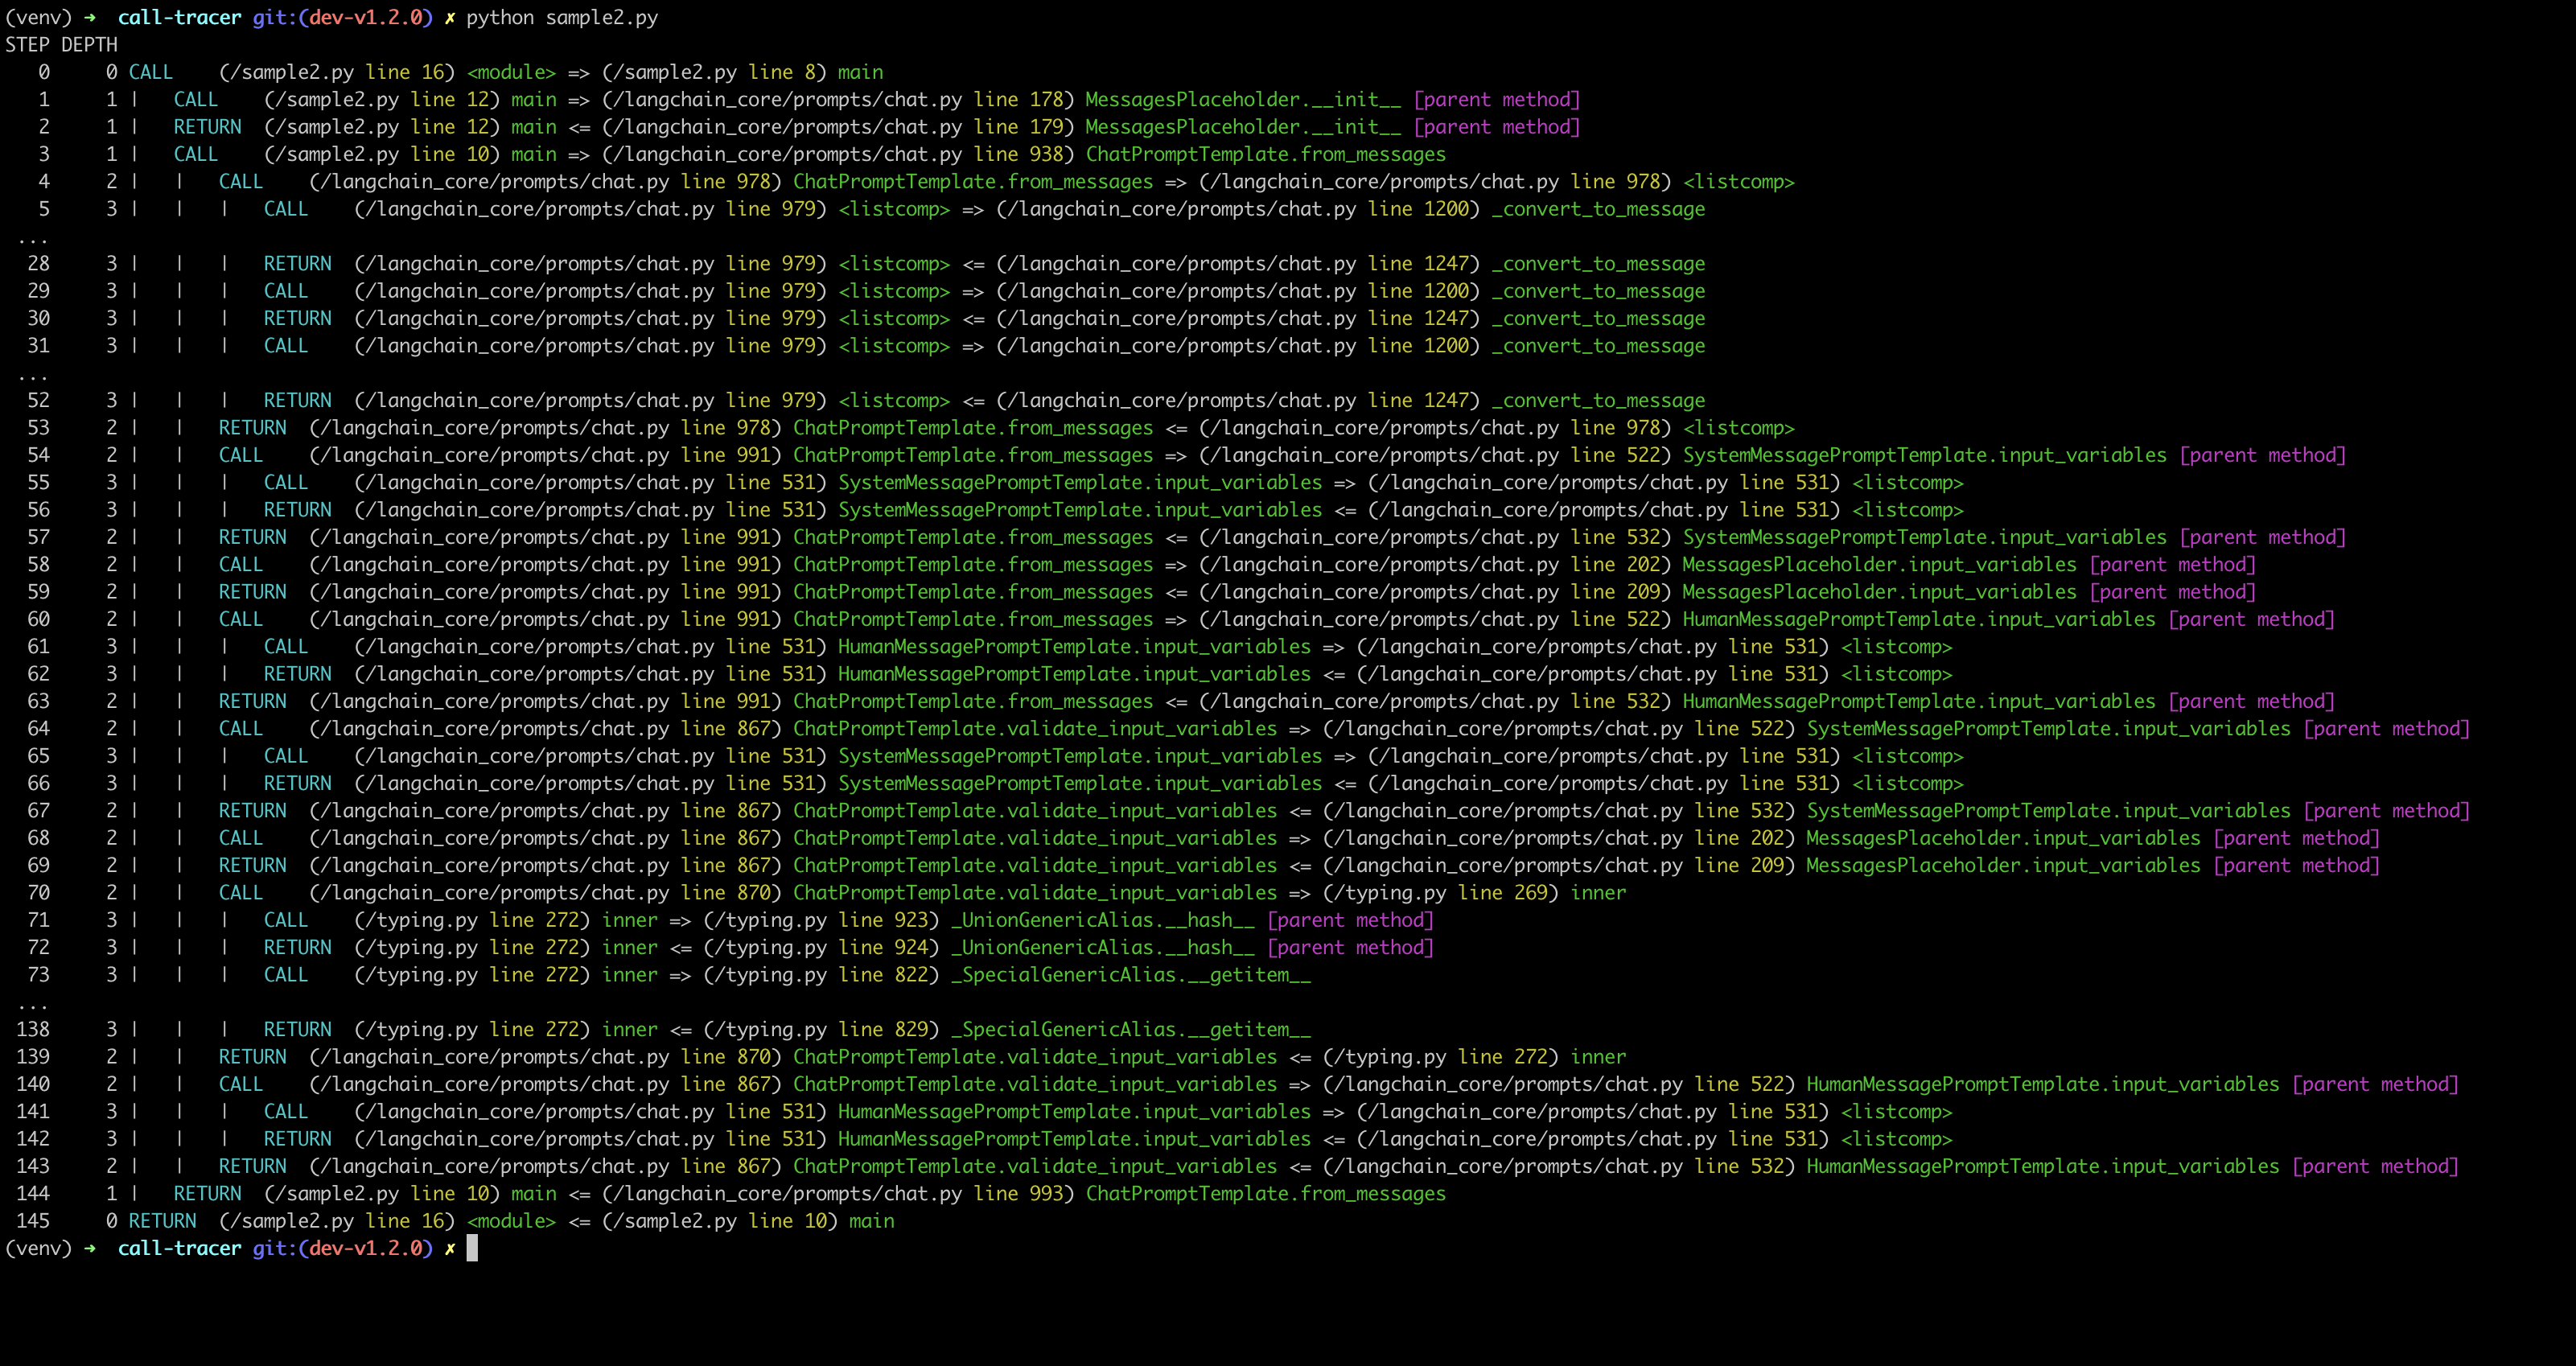 (venv) ➜  call-tracer git:(dev-v1.2.0) ✗ python sample2.py
STEP DEPTH
   0     0 CALL    (/sample2.py line 16) <module> => (/sample2.py line 8) main
   1     1 |   CALL    (/sample2.py line 12) main => (/langchain_core/prompts/chat.py line 178) MessagesPlaceholder.__init__ [parent method]
   2     1 |   RETURN  (/sample2.py line 12) main <= (/langchain_core/prompts/chat.py line 179) MessagesPlaceholder.__init__ [parent method]
   3     1 |   CALL    (/sample2.py line 10) main => (/langchain_core/prompts/chat.py line 938) ChatPromptTemplate.from_messages
   4     2 |   |   CALL    (/langchain_core/prompts/chat.py line 978) ChatPromptTemplate.from_messages => (/langchain_core/prompts/chat.py line 978) <listcomp>
   5     3 |   |   |   CALL    (/langchain_core/prompts/chat.py line 979) <listcomp> => (/langchain_core/prompts/chat.py line 1200) _convert_to_message
 ...
  28     3 |   |   |   RETURN  (/langchain_core/prompts/chat.py line 979) <listcomp> <= (/langchain_core/prompts/chat.py line 1247) _convert_to_message
  29     3 |   |   |   CALL    (/langchain_core/prompts/chat.py line 979) <listcomp> => (/langchain_core/prompts/chat.py line 1200) _convert_to_message
  30     3 |   |   |   RETURN  (/langchain_core/prompts/chat.py line 979) <listcomp> <= (/langchain_core/prompts/chat.py line 1247) _convert_to_message
  31     3 |   |   |   CALL    (/langchain_core/prompts/chat.py line 979) <listcomp> => (/langchain_core/prompts/chat.py line 1200) _convert_to_message
 ...
  52     3 |   |   |   RETURN  (/langchain_core/prompts/chat.py line 979) <listcomp> <= (/langchain_core/prompts/chat.py line 1247) _convert_to_message
  53     2 |   |   RETURN  (/langchain_core/prompts/chat.py line 978) ChatPromptTemplate.from_messages <= (/langchain_core/prompts/chat.py line 978) <listcomp>
  54     2 |   |   CALL    (/langchain_core/prompts/chat.py line 991) ChatPromptTemplate.from_messages => (/langchain_core/prompts/chat.py line 522) SystemMessagePromptTemplate.input_variables [parent method]
  55     3 |   |   |   CALL    (/langchain_core/prompts/chat.py line 531) SystemMessagePromptTemplate.input_variables => (/langchain_core/prompts/chat.py line 531) <listcomp>
  56     3 |   |   |   RETURN  (/langchain_core/prompts/chat.py line 531) SystemMessagePromptTemplate.input_variables <= (/langchain_core/prompts/chat.py line 531) <listcomp>
  57     2 |   |   RETURN  (/langchain_core/prompts/chat.py line 991) ChatPromptTemplate.from_messages <= (/langchain_core/prompts/chat.py line 532) SystemMessagePromptTemplate.input_variables [parent method]
  58     2 |   |   CALL    (/langchain_core/prompts/chat.py line 991) ChatPromptTemplate.from_messages => (/langchain_core/prompts/chat.py line 202) MessagesPlaceholder.input_variables [parent method]
  59     2 |   |   RETURN  (/langchain_core/prompts/chat.py line 991) ChatPromptTemplate.from_messages <= (/langchain_core/prompts/chat.py line 209) MessagesPlaceholder.input_variables [parent method]
  60     2 |   |   CALL    (/langchain_core/prompts/chat.py line 991) ChatPromptTemplate.from_messages => (/langchain_core/prompts/chat.py line 522) HumanMessagePromptTemplate.input_variables [parent method]
  61     3 |   |   |   CALL    (/langchain_core/prompts/chat.py line 531) HumanMessagePromptTemplate.input_variables => (/langchain_core/prompts/chat.py line 531) <listcomp>
  62     3 |   |   |   RETURN  (/langchain_core/prompts/chat.py line 531) HumanMessagePromptTemplate.input_variables <= (/langchain_core/prompts/chat.py line 531) <listcomp>
  63     2 |   |   RETURN  (/langchain_core/prompts/chat.py line 991) ChatPromptTemplate.from_messages <= (/langchain_core/prompts/chat.py line 532) HumanMessagePromptTemplate.input_variables [parent method]
  64     2 |   |   CALL    (/langchain_core/prompts/chat.py line 867) ChatPromptTemplate.validate_input_variables => (/langchain_core/prompts/chat.py line 522) SystemMessagePromptTemplate.input_variables [parent method]
  65     3 |   |   |   CALL    (/langchain_core/prompts/chat.py line 531) SystemMessagePromptTemplate.input_variables => (/langchain_core/prompts/chat.py line 531) <listcomp>
  66     3 |   |   |   RETURN  (/langchain_core/prompts/chat.py line 531) SystemMessagePromptTemplate.input_variables <= (/langchain_core/prompts/chat.py line 531) <listcomp>
  67     2 |   |   RETURN  (/langchain_core/prompts/chat.py line 867) ChatPromptTemplate.validate_input_variables <= (/langchain_core/prompts/chat.py line 532) SystemMessagePromptTemplate.input_variables [parent method]
  68     2 |   |   CALL    (/langchain_core/prompts/chat.py line 867) ChatPromptTemplate.validate_input_variables => (/langchain_core/prompts/chat.py line 202) MessagesPlaceholder.input_variables [parent method]
  69     2 |   |   RETURN  (/langchain_core/prompts/chat.py line 867) ChatPromptTemplate.validate_input_variables <= (/langchain_core/prompts/chat.py line 209) MessagesPlaceholder.input_variables [parent method]
  70     2 |   |   CALL    (/langchain_core/prompts/chat.py line 870) ChatPromptTemplate.validate_input_variables => (/typing.py line 269) inner
  71     3 |   |   |   CALL    (/typing.py line 272) inner => (/typing.py line 923) _UnionGenericAlias.__hash__ [parent method]
  72     3 |   |   |   RETURN  (/typing.py line 272) inner <= (/typing.py line 924) _UnionGenericAlias.__hash__ [parent method]
  73     3 |   |   |   CALL    (/typing.py line 272) inner => (/typing.py line 822) _SpecialGenericAlias.__getitem__
 ...
 138     3 |   |   |   RETURN  (/typing.py line 272) inner <= (/typing.py line 829) _SpecialGenericAlias.__getitem__
 139     2 |   |   RETURN  (/langchain_core/prompts/chat.py line 870) ChatPromptTemplate.validate_input_variables <= (/typing.py line 272) inner
 140     2 |   |   CALL    (/langchain_core/prompts/chat.py line 867) ChatPromptTemplate.validate_input_variables => (/langchain_core/prompts/chat.py line 522) HumanMessagePromptTemplate.input_variables [parent method]
 141     3 |   |   |   CALL    (/langchain_core/prompts/chat.py line 531) HumanMessagePromptTemplate.input_variables => (/langchain_core/prompts/chat.py line 531) <listcomp>
 142     3 |   |   |   RETURN  (/langchain_core/prompts/chat.py line 531) HumanMessagePromptTemplate.input_variables <= (/langchain_core/prompts/chat.py line 531) <listcomp>
 143     2 |   |   RETURN  (/langchain_core/prompts/chat.py line 867) ChatPromptTemplate.validate_input_variables <= (/langchain_core/prompts/chat.py line 532) HumanMessagePromptTemplate.input_variables [parent method]
 144     1 |   RETURN  (/sample2.py line 10) main <= (/langchain_core/prompts/chat.py line 993) ChatPromptTemplate.from_messages
 145     0 RETURN  (/sample2.py line 16) <module> <= (/sample2.py line 10) main
(venv) ➜  call-tracer git:(dev-v1.2.0) ✗